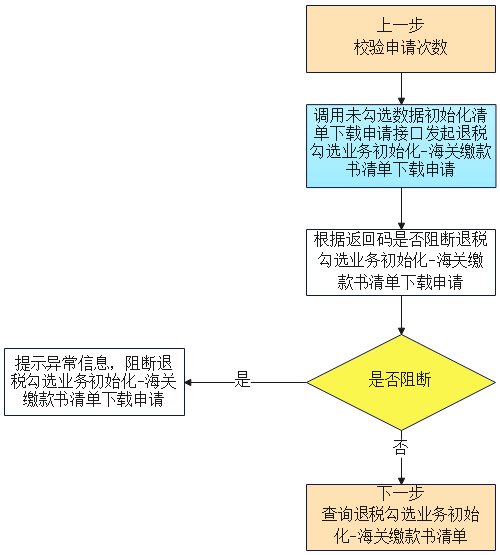 上一步
校验申请次数
调用未勾选数据初始化清
单下载申请接口发起退税
勾选业务初始化-海关缴款
书清单下载申请
根据返回码是否阻断退税
勾选业务初始化-海关缴
款书清单下载申请
是否阻断
是
提示异常信息，阻断退
税勾选业务初始化-海关
缴款书清单下载申请
否
下一步
查询退税勾选业务初始
化-海关缴款书清单